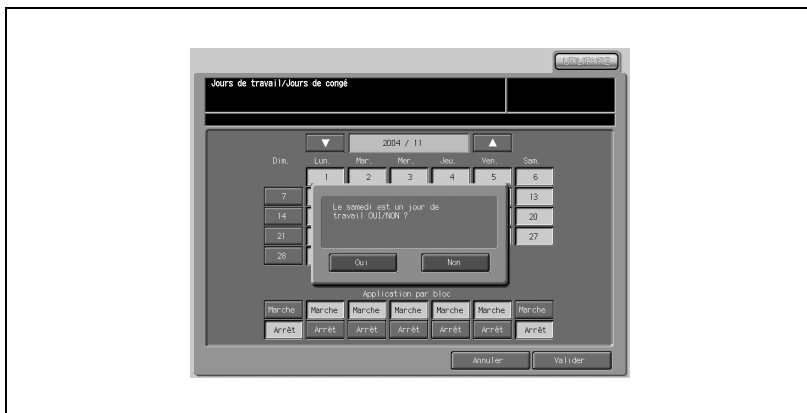 UTILITAIRE
Jours de travail/Jours de congé
2004 / 11
Dim. Lun. Mar. Mer. Jeu. Ven. Sam.
1 2 3 4 5 6
7 13
14 20
21 27
28
Le samedi est un jour de
travail OUI/NON ?
Oui Non
Application par bloc
Marche Marche Marche Marche Marche Marche Marche
Arrêt Arrêt Arrêt Arrêt Arrêt Arrêt Arrêt
Annuler Valider